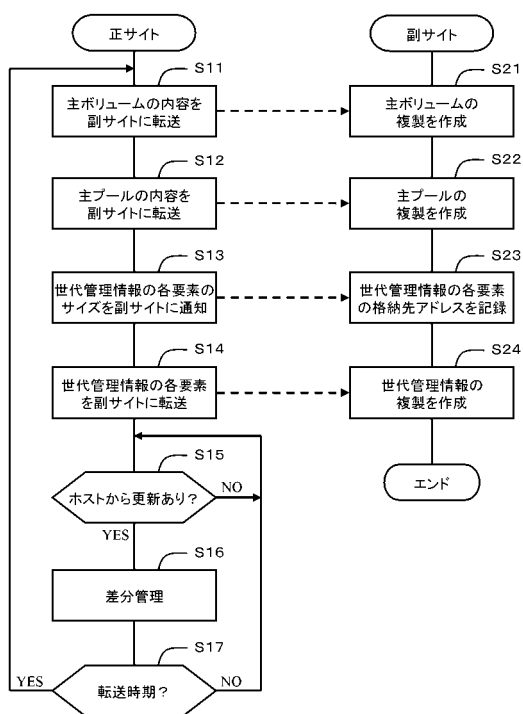 正サイト
副サイト
S11
主ボリュームの内容を
副サイトに転送
S21
主ボリュームの
複製を作成
S12
主プールの内容を
副サイトに転送
S22
主プールの
複製を作成
S13
世代管理情報の各要素の
サイズを副サイトに通知
S23
世代管理情報の各要素
の格納先アドレスを記録
S14
世代管理情報の各要素
を副サイトに転送
S24
世代管理情報の
複製を作成
エンド
S15
ホストから更新あり?
NO
YES
S16
差分管理
S17
転送時期?
YES
NO